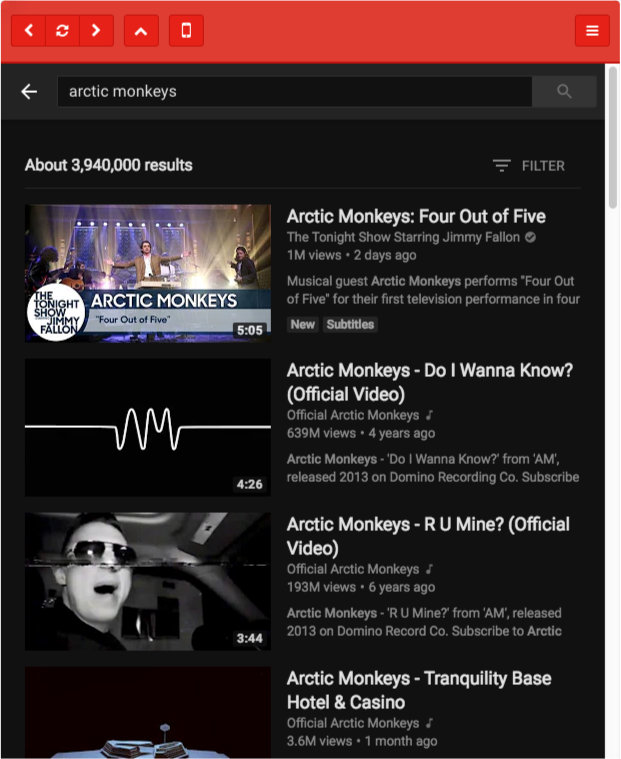 arctic monkeys
About 3,940,000 results
FILTER
THE
TONIGHT
SHOW
STARRING
JIMMY
FALLON
ARCTIC MONKEYS
"Four Out of Five"
5:05
Arctic Monkeys: Four Out of Five
The Tonight Show Starring Jimmy Fallon
1M views • 2 days ago
Musical guest Arctic Monkeys performs "Four Out
of Five" for their first television performance in four
New Subtitles
4:26
Arctic Monkeys - Do I Wanna Know?
(Official Video)
Official Arctic Monkeys
639M views • 4 years ago
Arctic Monkeys - 'Do I Wanna Know?' from 'AM',
released 2013 on Domino Recording Co. Subscribe
3:44
Arctic Monkeys - R U Mine? (Official
Video)
Official Arctic Monkeys
193M views • 6 years ago
Arctic Monkeys - 'R U Mine?' from 'AM', released
2013 on Domino Record Co. Subscribe to Arctic
Arctic Monkeys - Tranquility Base
Hotel & Casino
Official Arctic Monkeys
3.6M views • 1 month ago